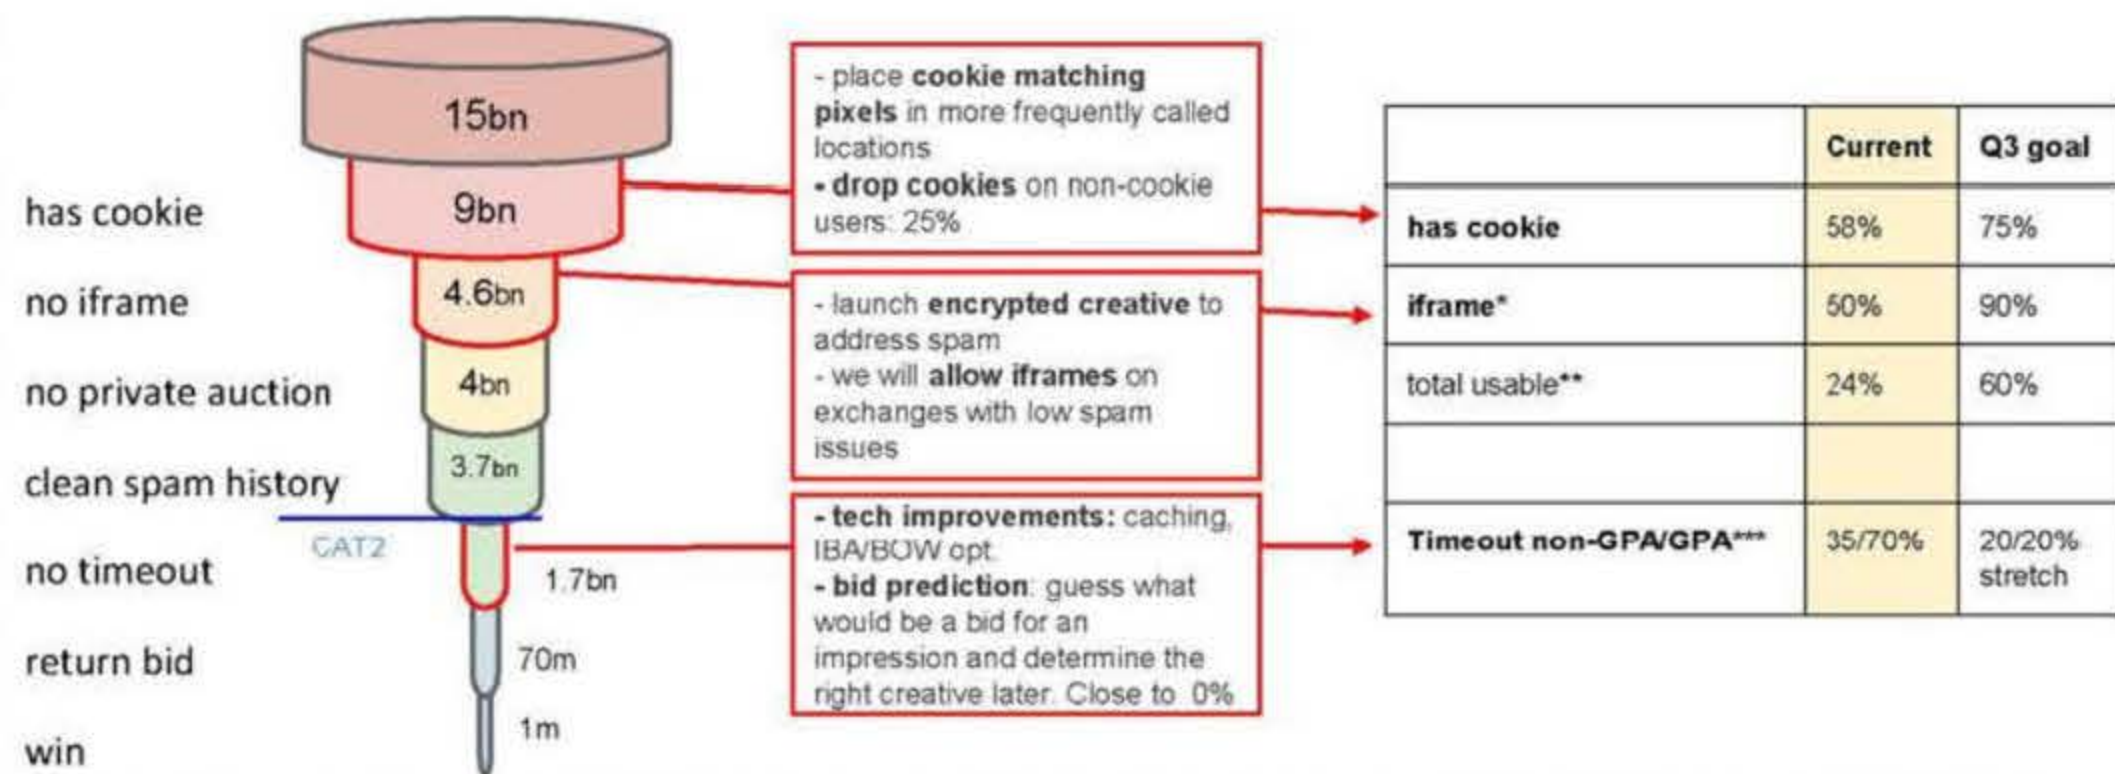 15bn
has cookie
9bn
no iframe
4.6bn
no private auction
4bn
clean spam history
3.7bn
CAT2
no timeout
1.7bn
return bid
70m
win
1m
- place cookie matching
pixels in more frequently called
locations
- drop cookies on non-cookie
users: 25%
- launch encrypted creative to
address spam
- we will allow iframes on
exchanges with low spam
issues
- tech improvements: caching,
IBA/BOW opt.
- bid prediction: guess what
would be a bid for an
impression and determine the
right creative later. Close to 0%
Current Q3 goal
has cookie 58% 75%
iframe* 50% 90%
total usable** 24% 60%
Timeout non-GPA/GPA*** 35/70% 20/20%
stretch